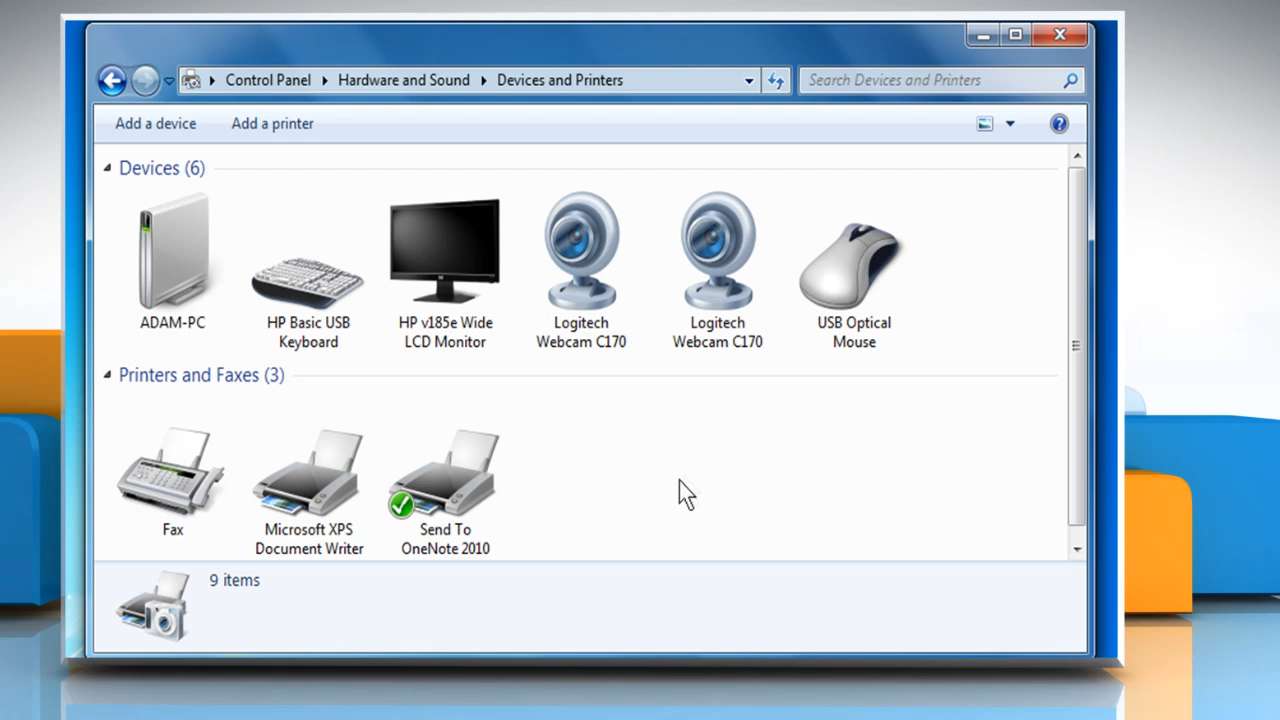 Control Panel Hardware and Sound Devices and Printers
Search Devices and Printers
Add a device Add a printer
Devices (6)
ADAM-PC
HP Basic USB
Keyboard
HP v185e Wide
LCD Monitor
Logitech
Webcam C170
Logitech
Webcam C170
USB Optical
Mouse
Printers and Faxes (3)
Fax
Microsoft XPS
Document Writer
Send To
OneNote 2010
9 items